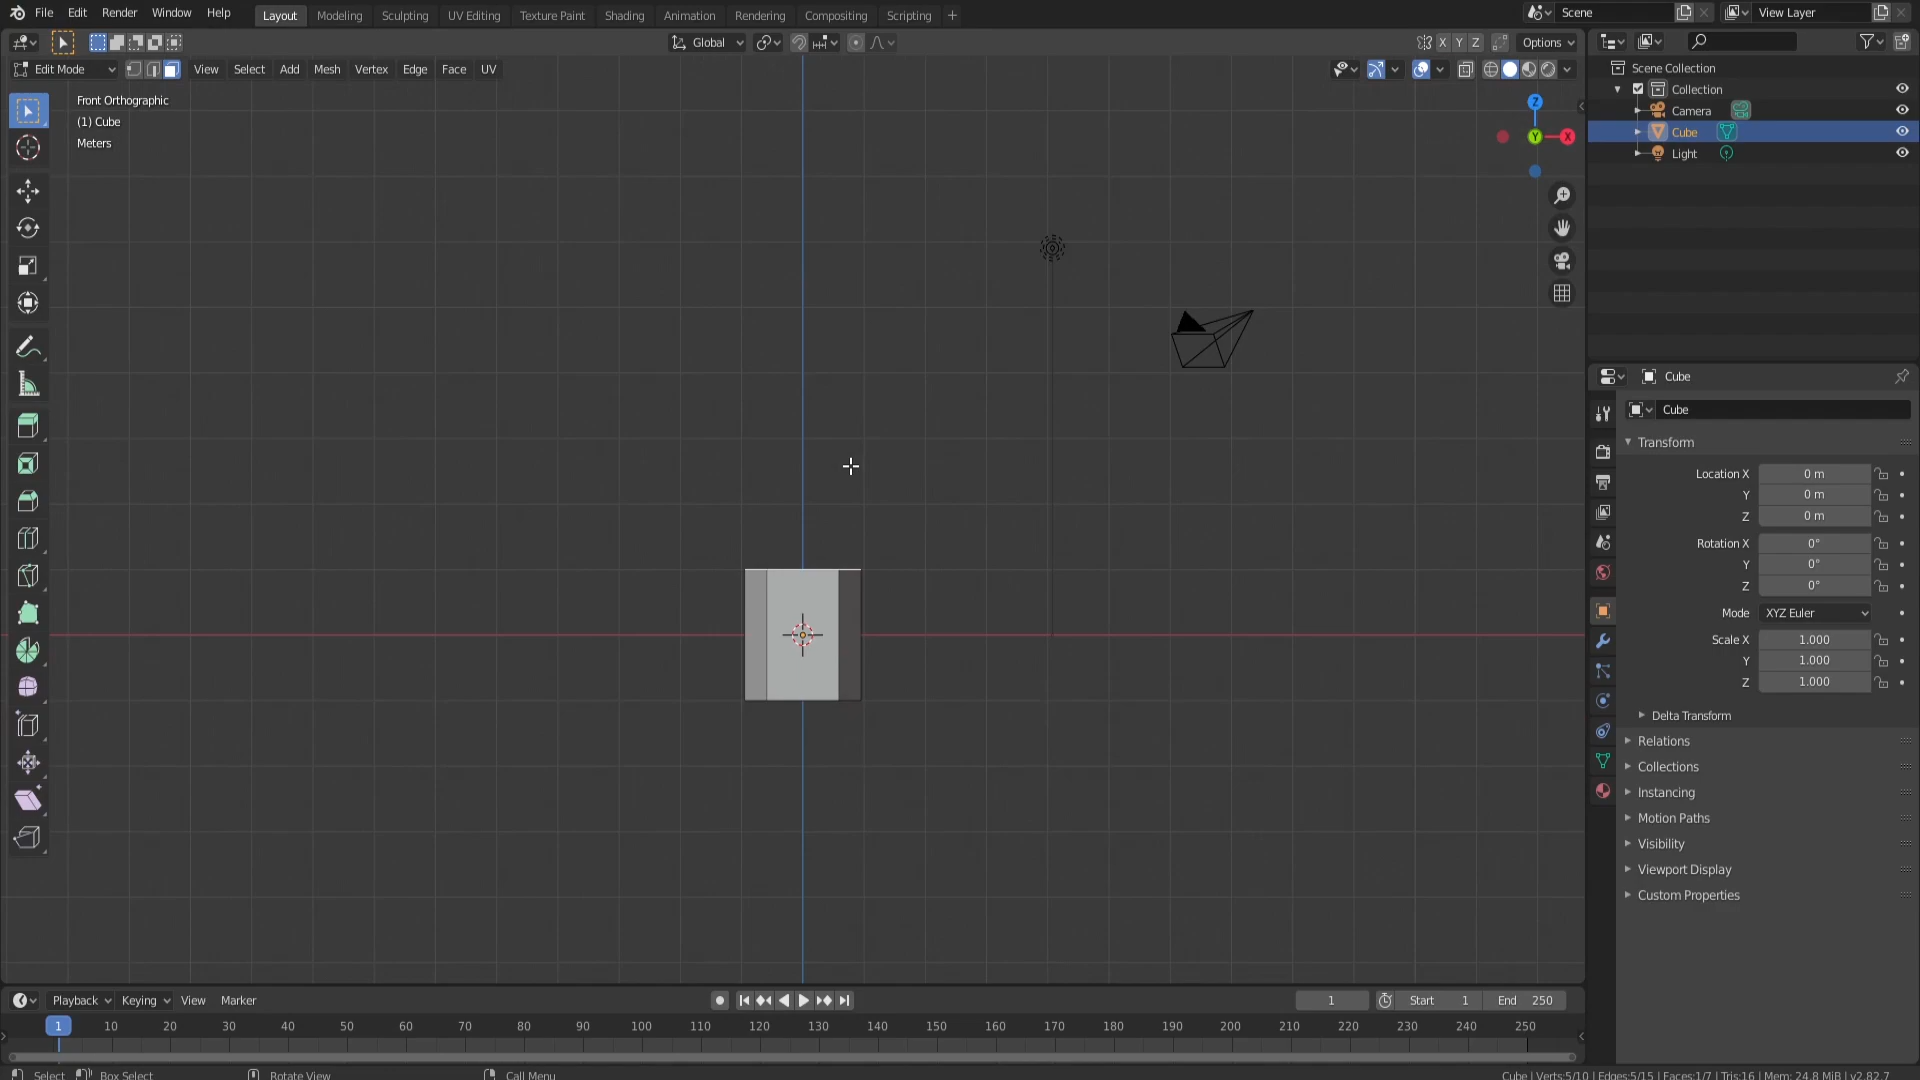 File Edit Render Window Help Layout Modeling Sculpting UV Editing Texture Paint Shading Animation Rendering Compositing Scripting + Scene View Layer
Global X Y Z Options
Edit Mode View Select Add Mesh Vertex Edge Face UV
Front Orthographic
(1) Cube
Meters
Z
Y
X
Scene Collection
Collection
Camera
Cube
Light
Cube
Cube
Transform
Location X 0 m
Y 0 m
Z 0 m
Rotation X 0°
Y 0°
Z 0°
Mode XYZ Euler
Scale X 1.000
Y 1.000
Z 1.000
Delta Transform
Relations
Collections
Instancing
Motion Paths
Visibility
Viewport Display
Custom Properties
Playback Keying View Marker 1 Start 1 End 250
1 10 20 30 40 50 60 70 80 90 100 110 120 130 140 150 160 170 180 190 200 210 220 230 240 250
Select Box Select Rotate View Call Menu Cube | Verts:5/10 | Edges:5/15 | Faces:1/7 | Tris:16 | Mem: 24.8 MiB | v2.82.7